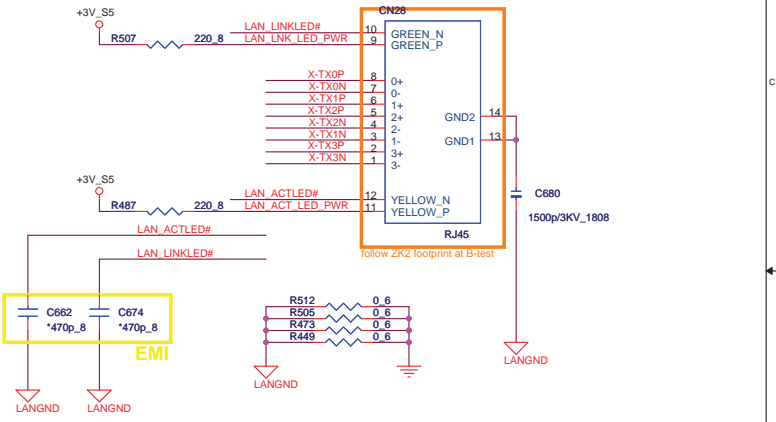 +3V_S5
R507 220_8
LAN_LINKLED#
LAN_LNK_LED_PWR
CN28
10 GREEN_N
9 GREEN_P
X-TX0P 8 0+
X-TX0N 7 0-
X-TX1P 6 1+
X-TX2P 5 2+
X-TX2N 4 2-
X-TX1N 3 1-
X-TX3P 2 3+
X-TX3N 1 3-
GND2 14
GND1 13
C
+3V_S5
R487 220_8
LAN_ACTLED# 12 YELLOW_N
LAN_ACT_LED_PWR 11 YELLOW_P
RJ45
follow ZK2 footprint at B-test
C680
1500p/3KV_1808
LAN_ACTLED#
LAN_LINKLED#
C662
*470p_8
C674
*470p_8
EMI
R512 0_6
R505 0_6
R473 0_6
R449 0_6
LANGND
LANGND
LANGND
LANGND